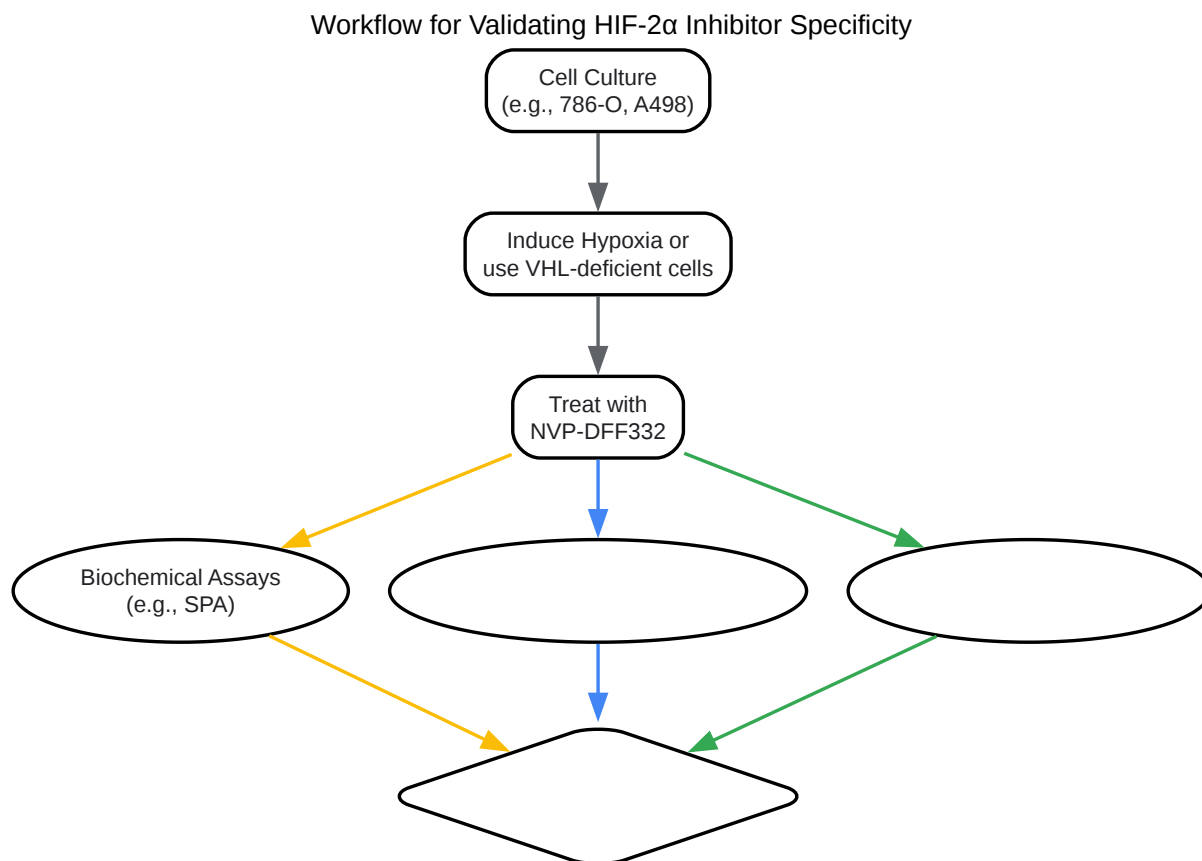 Workflow for Validating HIF-2α Inhibitor Specificity
Cell Culture
(e.g., 786-O, A498)
Induce Hypoxia or
use VHL-deficient cells
Treat with
NVP-DFF332
Biochemical Assays
(e.g., SPA)